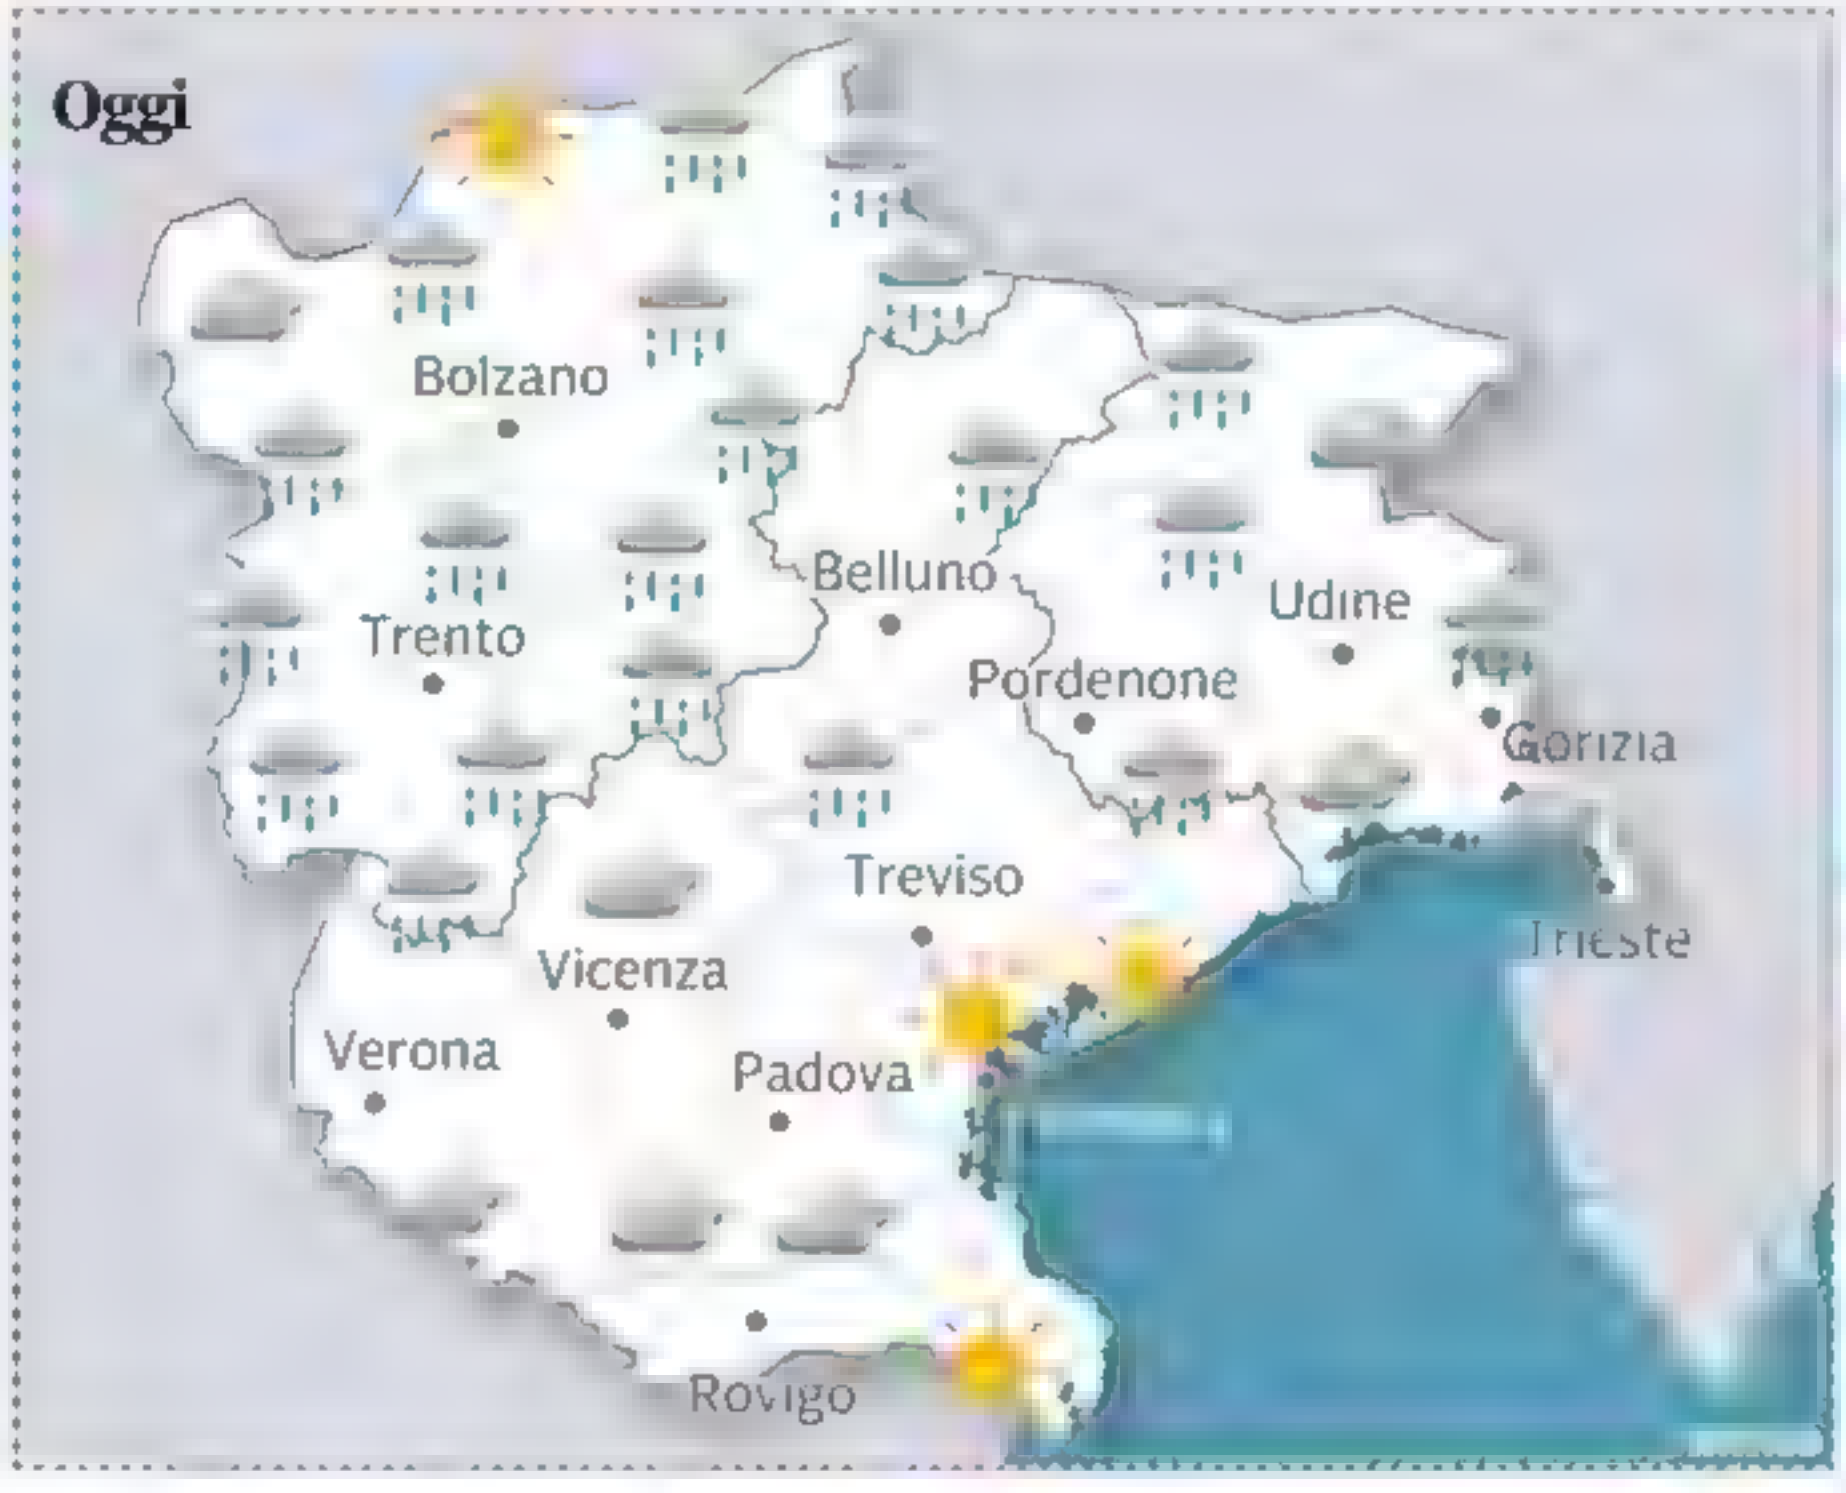 Oggi
Bolzano
Belluno
Udine
Trento
Pordenone
Gorizia
Treviso
Trieste
Vicenza
Verona
Padova
Rovigo